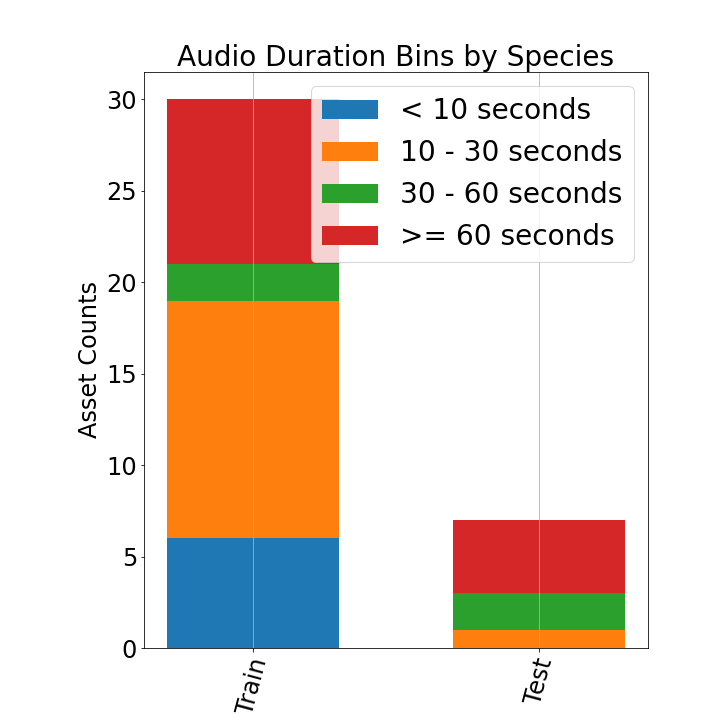 Audio Duration Bins by Species
< 10 seconds
10 - 30 seconds
30 - 60 seconds
>= 60 seconds
Asset Counts
30
25
20
15
10
5
0
Train
Test